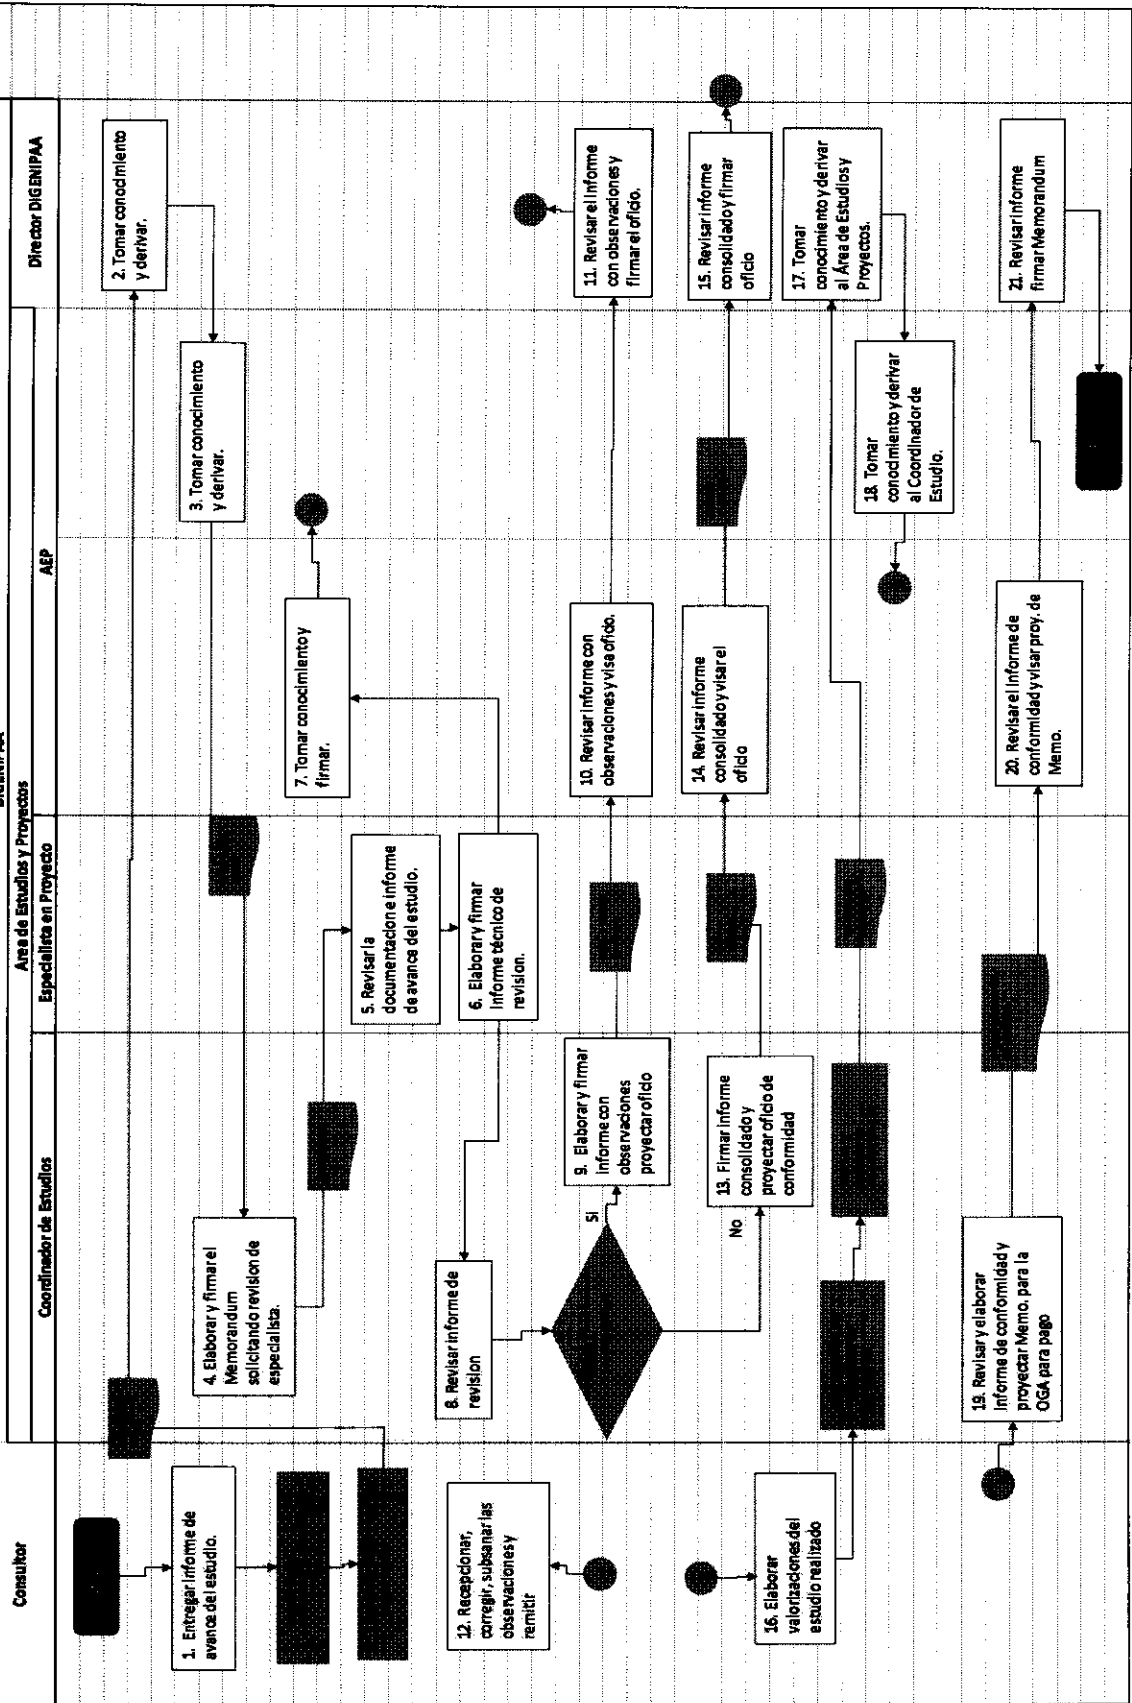 Area de Estudios y Proyectos
Consultor
Coordinador de Estudios
Especialista en Proyecto
AEP
Director DIGENIPAA
1. Entregar Informe de
avance del estudio.
2. Tomar conocimiento
y derivar.
3. Tomar conocimiento
y derivar.
4. Elaborar y firmar el
Memorandum
solicitando revision de
especialista.
5. Revisar la
documentacion e informe
de avance del estudio.
6. Elaborar y firmar
Informe técnico de
revision.
7. Tomar conocimiento y
firmar.
8. Revisar informe de
revision
Si
No
9. Elaborar y firmar
informe con
observaciones
proyectar oficio
10. Revisar informe con
observaciones y visa oficio.
11. Revisar el Informe
con observaciones y
firmar el oficio.
12. Recepcionar,
corregir, subsanar las
observaciones y
remitir
13. Firmar informe
consolidado y
proyectar oficio de
conformidad
14. Revisar informe
consolidado y visar el
oficio
15. Revisar informe
consolidado y firmar
oficio
16. Elaborar
valorizaciones del
estudio realizado
17. Tomar
conocimiento y derivar
al Área de Estudios y
Proyectos.
18. Tomar
conocimiento y derivar
al Coordinador de
Estudio.
19. Revisar y elaborar
Informe de conformidad y
proyectar Memo. para la
OGA para pago
20. Revisar el Informe de
conformidad y visar proy. de
Memo.
21. Revisar informe
firmar Memorandum